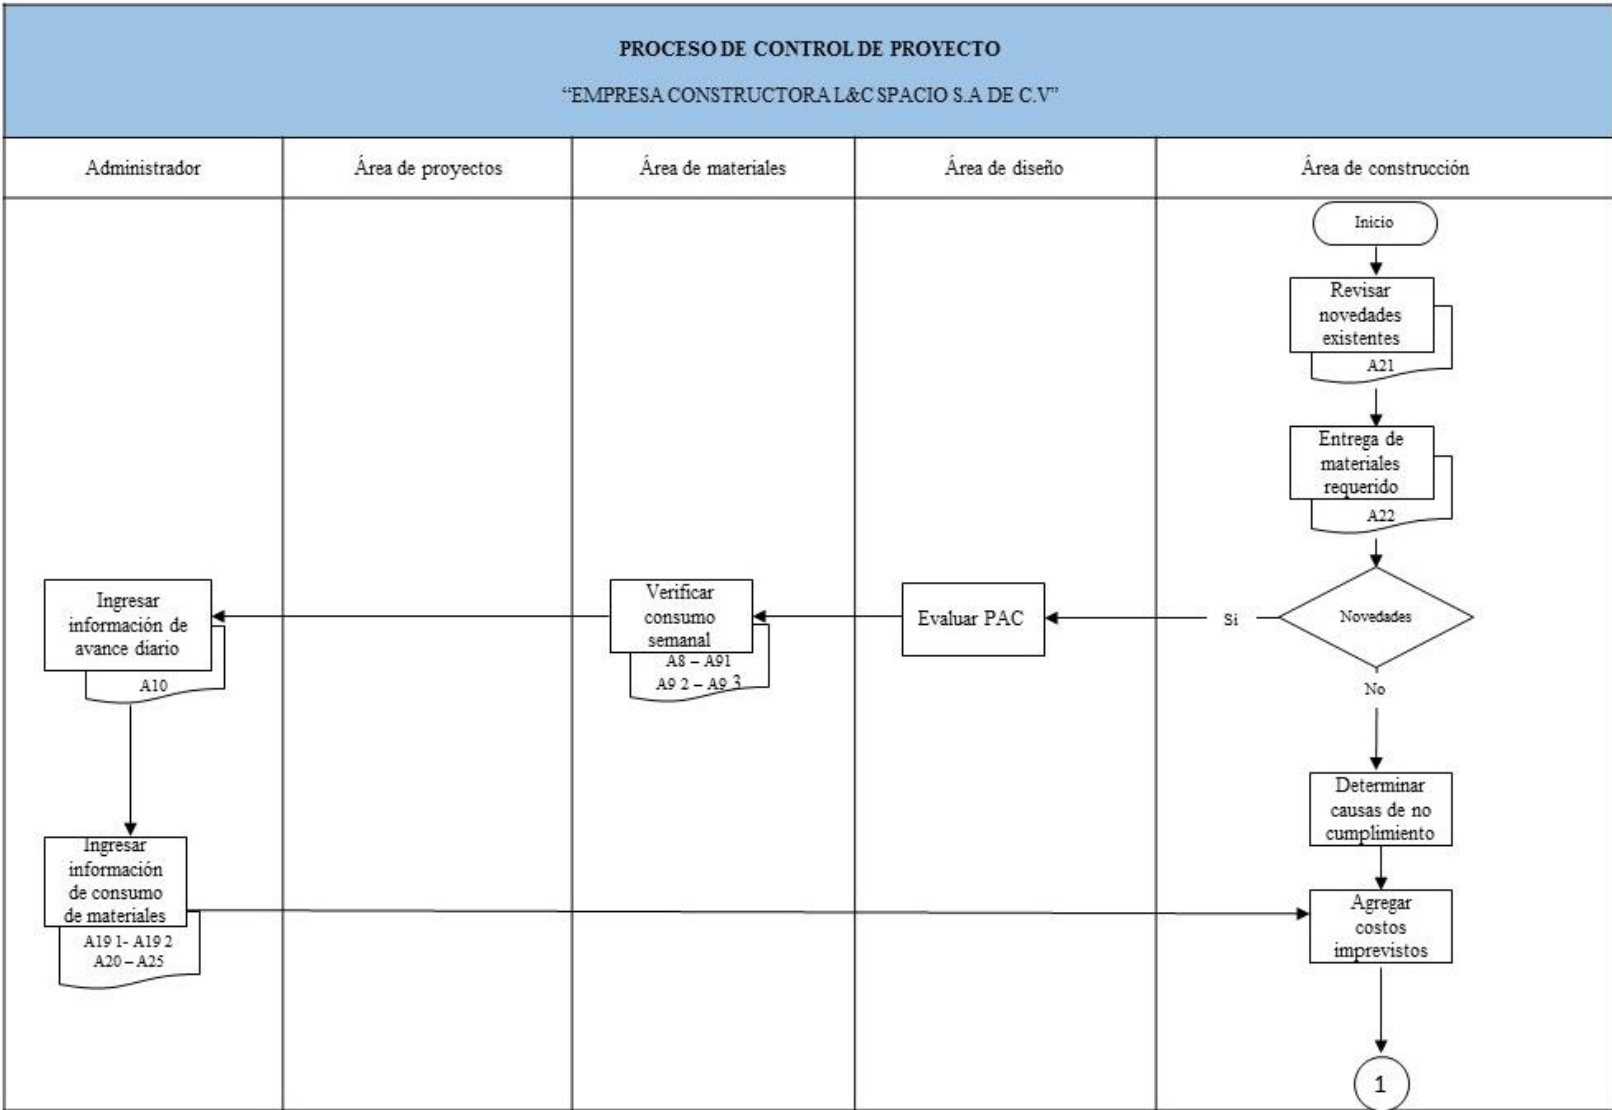 PROCESO DE CONTROL DE PROYECTO
“EMPRESA CONSTRUCTORA L&C SPACIO S.A DE C.V”
Administrador
Área de proyectos
Área de materiales
Área de diseño
Área de construcción
Inicio
Revisar
novedades
existentes
A21
Entrega de
materiales
requerido
A22
Novedades
Si
Evaluar PAC
Verificar
consumo
semanal
A8 – A91
A9 2 – A9 3
Ingresar
información de
avance diario
A10
No
Determinar
causas de no
cumplimiento
Ingresar
información
de consumo
de materiales
A19 1- A19 2
A20 – A25
Agregar
costos
imprevistos
1